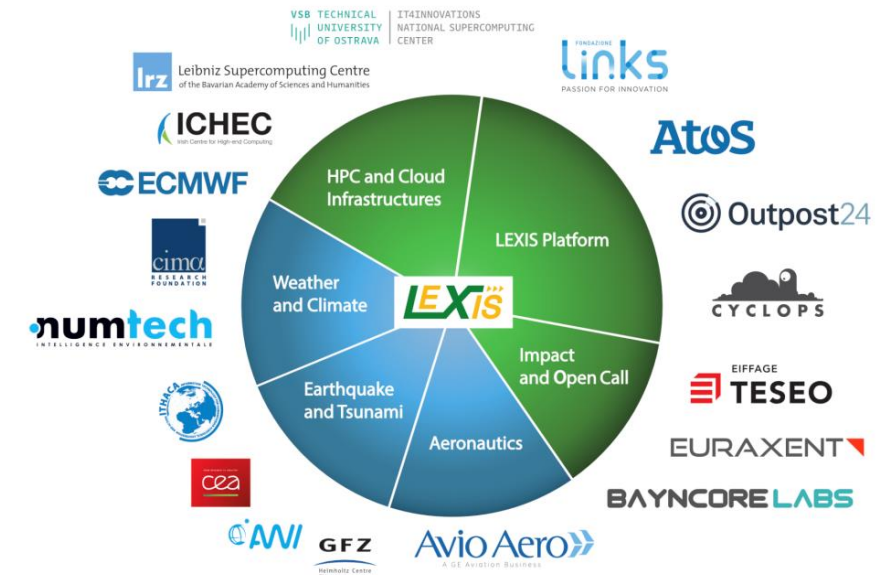 VSB TECHNICAL
UNIVERSITY
OF OSTRAVA
IT4INNOVATIONS
NATIONAL SUPERCOMPUTING
CENTER
FONDAZIONE
links
PASSION FOR INNOVATION
lrz
Leibniz Supercomputing Centre
of the Bavarian Academy of Sciences and Humanities
ICHEC
Irish Centre for High-end Computing
Atos
ECMWF
HPC and Cloud
Infrastructures
Outpost24
LEXIS Platform
cima
RESEARCH
FOUNDATION
Weather
and Climate
LEXis
CYCLOPS
numtech
INTELLIGENCE ENVIRONNEMENTALE
Impact
and Open Call
EIFFAGE
TESEO
ITHACA
Earthquake
and Tsunami
Aeronautics
EURAXENT
cea
BAYNCORE LABS
AWI
GFZ
Helmholtz Centre
Avio Aero
A GE Aviation Business